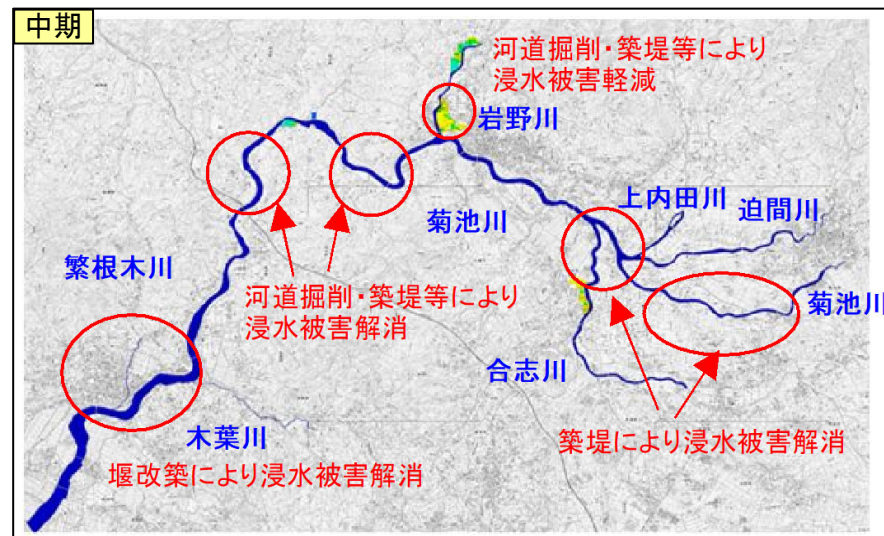 中期
河道掘削・築堤等により
浸水被害軽減
岩野川
上内田川
迫間川
菊池川
繁根木川
河道掘削・築堤等により
浸水被害解消
菊池川
合志川
木葉川
築堤により浸水被害解消
堰改築により浸水被害解消